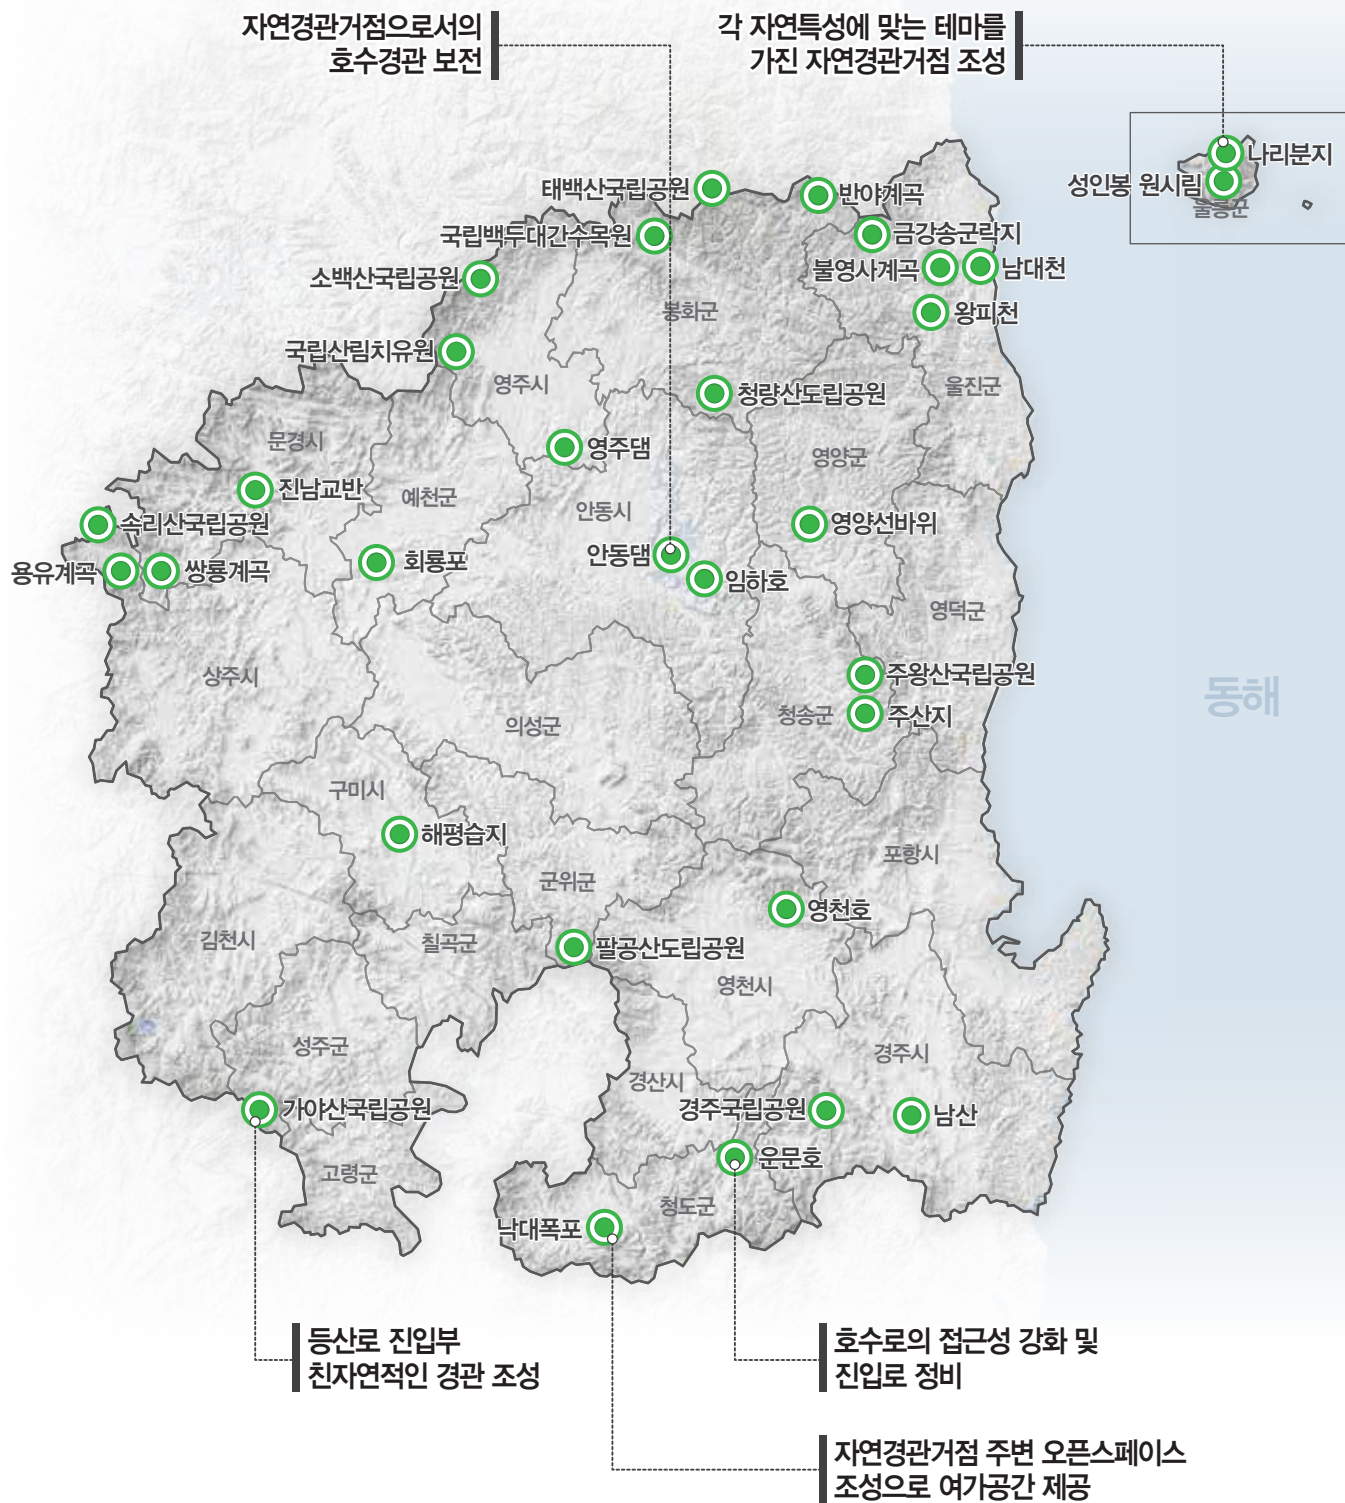 자연경관거점으로서의
호수경관 보전
각 자연특성에 맞는 테마를
가진 자연경관거점 조성
나리분지
성인봉 원시림
울릉군
태백산국립공원
반야계곡
국립백두대간수목원
금강송군락지
소백산국립공원
불영사계곡
남대천
왕피천
봉화군
국립산림치유원
영주시
청량산도립공원
울진군
문경시
영주댐
영양군
진남교반
예천군
안동시
속리산국립공원
영양선바위
용유계곡
쌍룡계곡
회룡포
안동댐
임하호
영덕군
상주시
주왕산국립공원
동해
청송군
주산지
의성군
구미시
해평습지
포항시
군위군
영천호
김천시
칠곡군
팔공산도립공원
영천시
성주군
경주시
경산시
가야산국립공원
경주국립공원
남산
운문호
고령군
청도군
낙대폭포
등산로 진입부
친자연적인 경관 조성
호수로의 접근성 강화 및
진입로 정비
자연경관거점 주변 오픈스페이스
조성으로 여가공간 제공